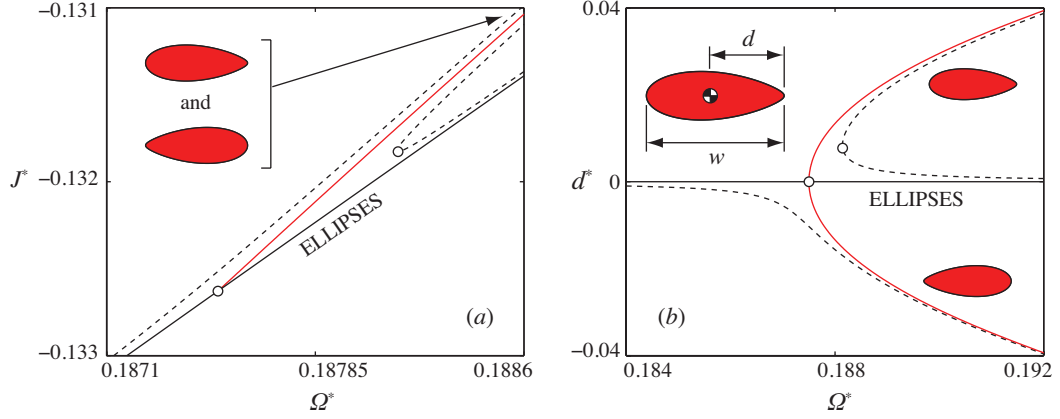 −0.131
J*
−0.132
−0.133
and
ELLIPSES
(a)
0.1871
0.18785
0.1886
Ω*
0.04
d*
0
−0.04
d
w
ELLIPSES
(b)
0.184
0.188
0.192
Ω*